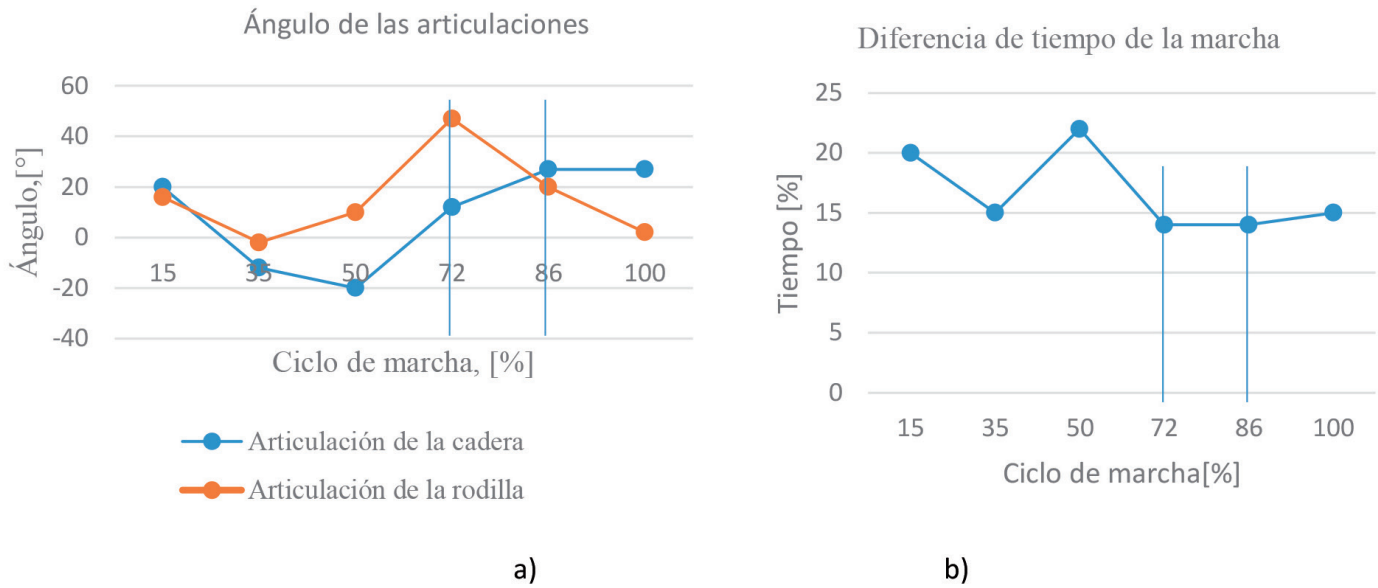 Ángulo de las articulaciones
60
40
20
0
-20
-40
Ángulo,[°]
15 35 50 72 86 100
Ciclo de marcha, [%]
Articulación de la cadera
Articulación de la rodilla
a)
Diferencia de tiempo de la marcha
25
20
15
10
5
0
Tiempo [%]
15 35 50 72 86 100
Ciclo de marcha[%]
b)